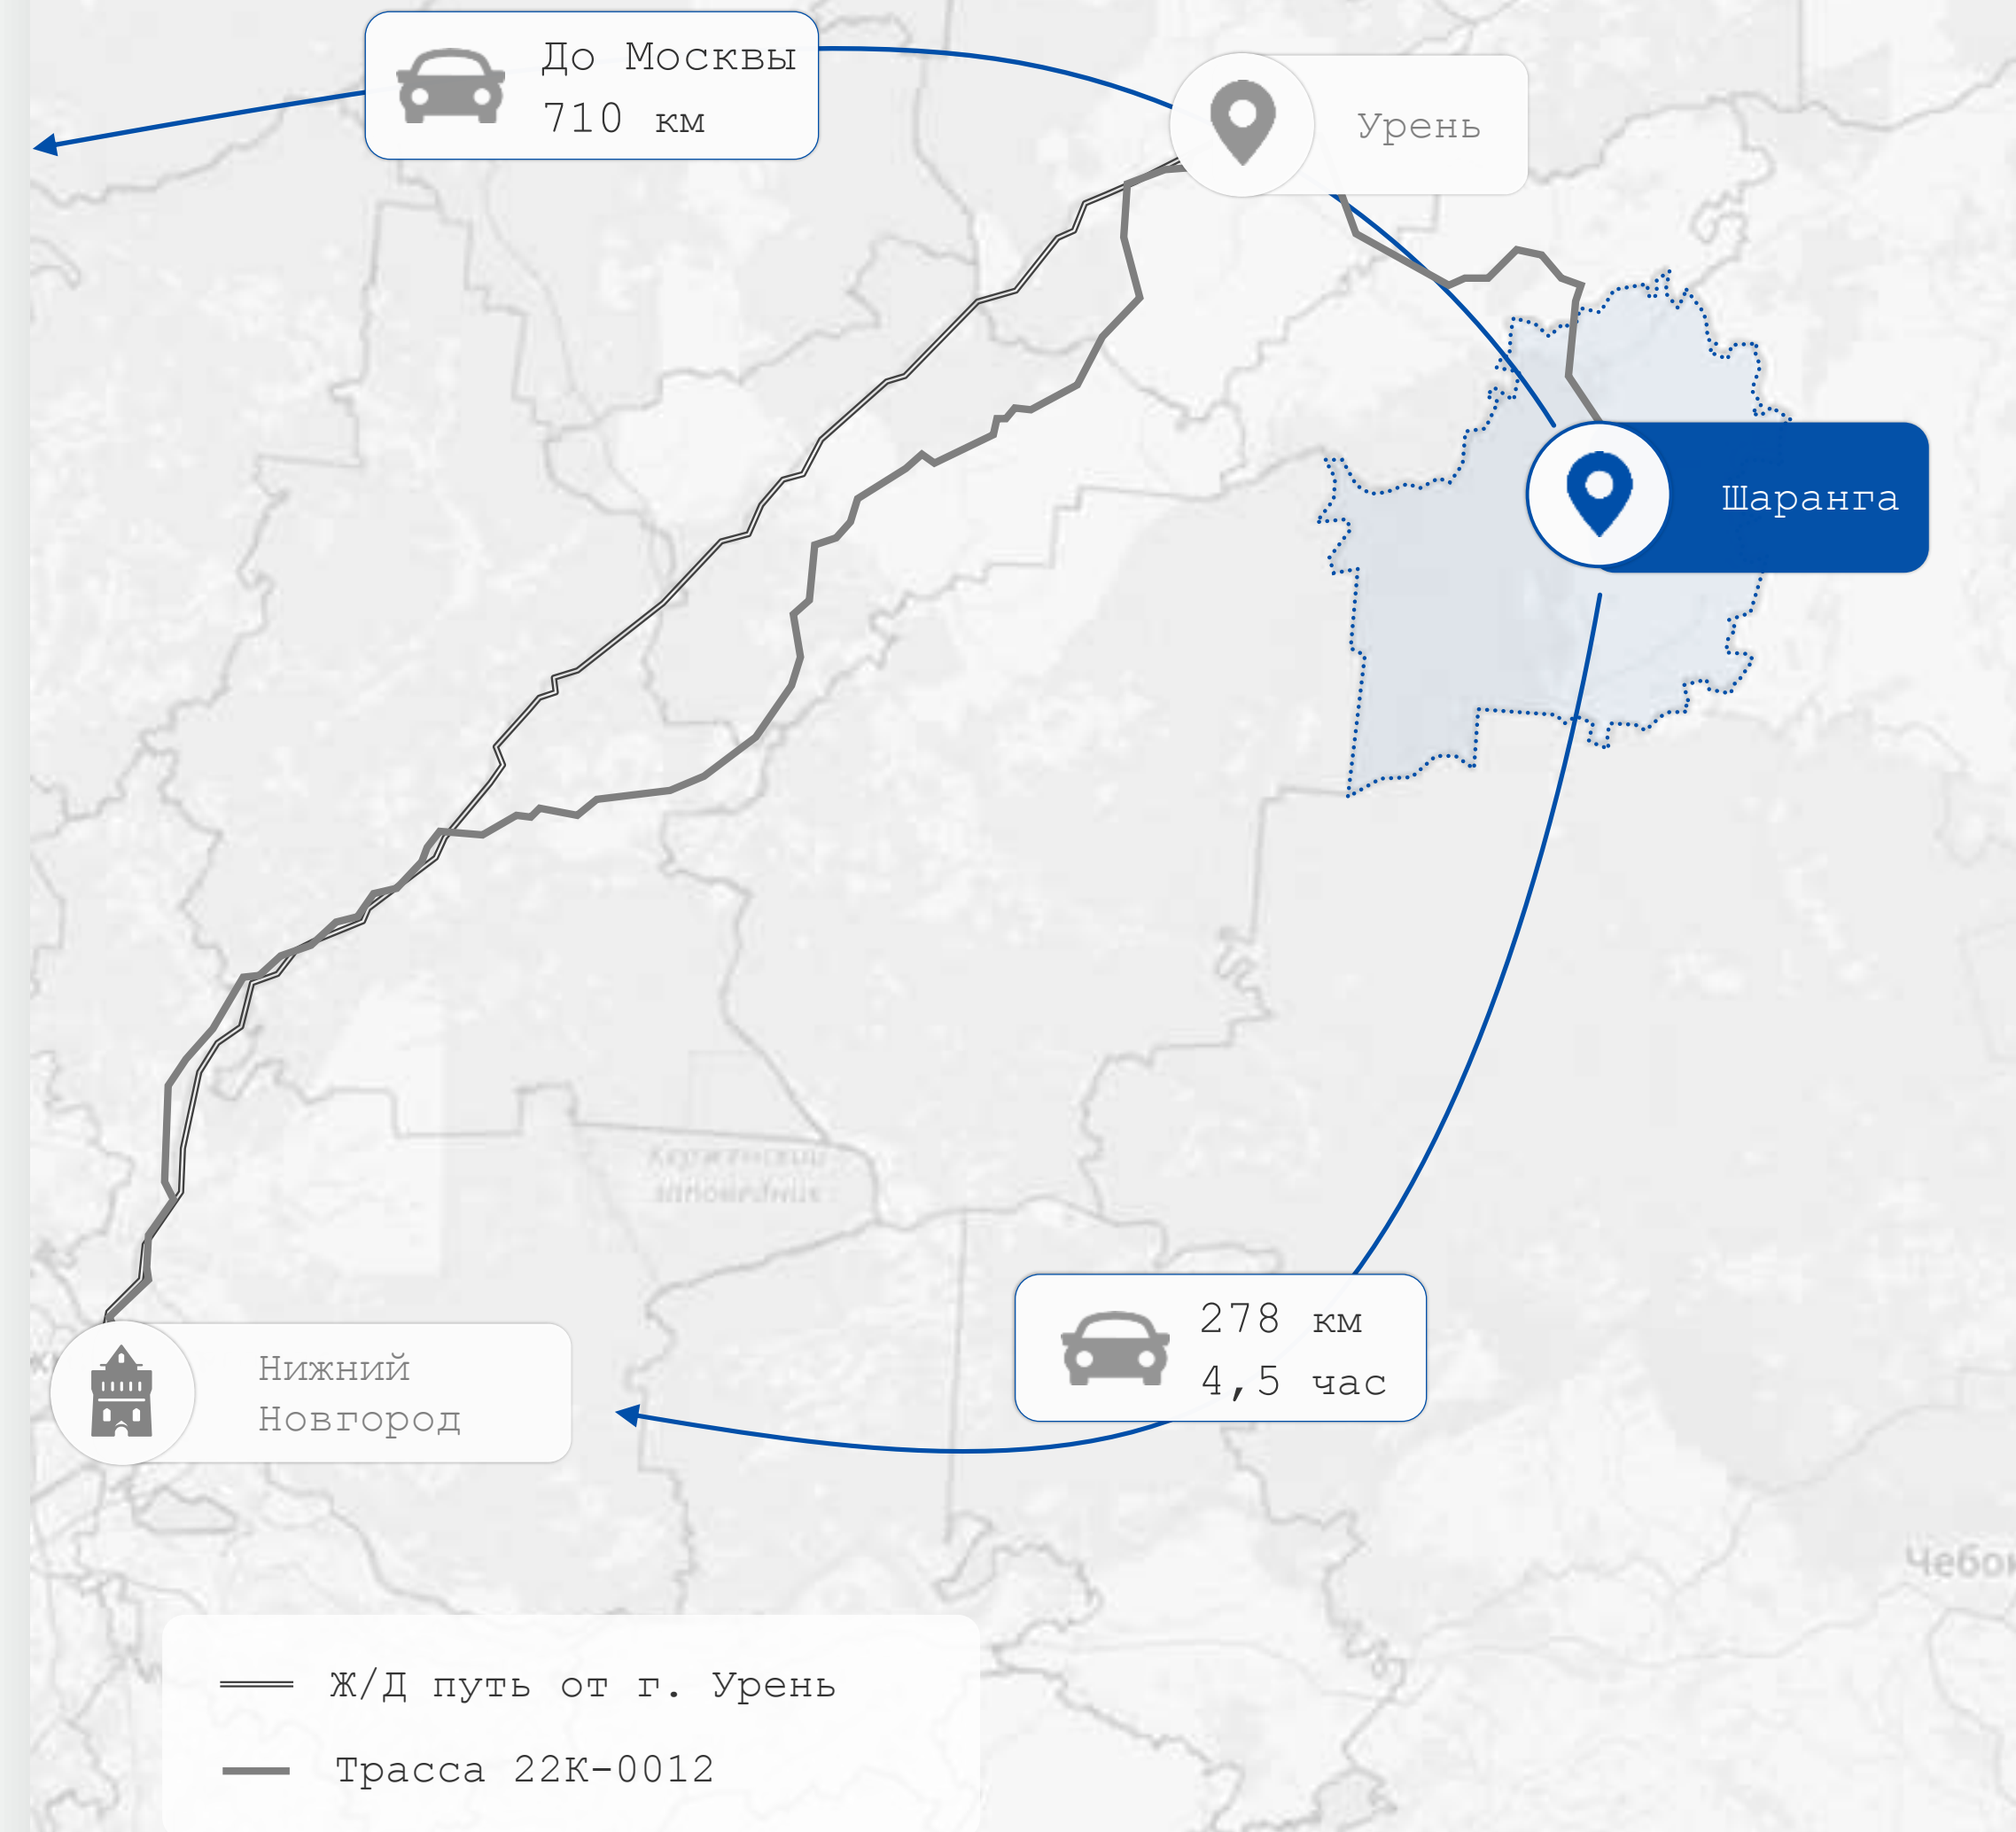 До Москвы
710 км
Урень
Шаранга
278 км
4,5 час
Нижний
Новгород
Ж/Д путь от г. Урень
Трасса 22К-0012